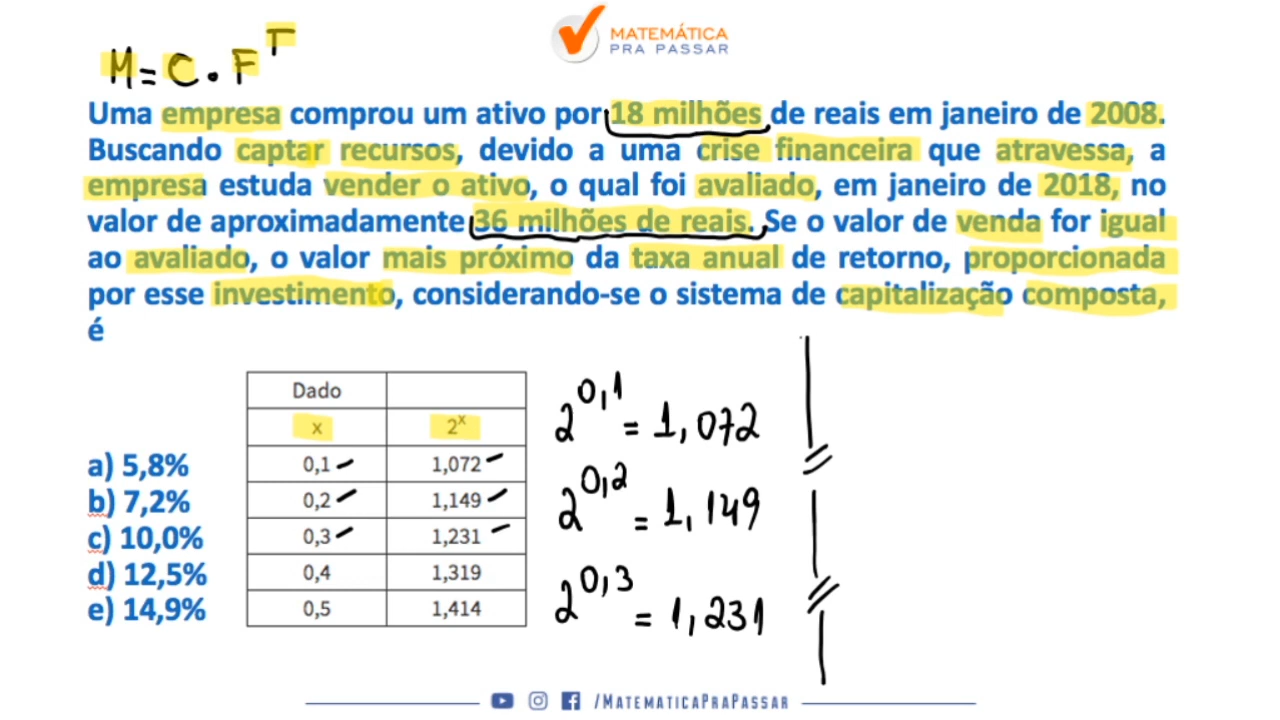 MATEMÁTICA
PRA PASSAR
M = C . F^T
Uma empresa comprou um ativo por 18 milhões de reais em janeiro de 2008.
Buscando captar recursos, devido a uma crise financeira que atravessa, a
empresa estuda vender o ativo, o qual foi avaliado, em janeiro de 2018, no
valor de aproximadamente 36 milhões de reais. Se o valor de venda for igual
ao avaliado, o valor mais próximo da taxa anual de retorno, proporcionada
por esse investimento, considerando-se o sistema de capitalização composta,
é
Dado
x 2^x
0,1 1,072
0,2 1,149
0,3 1,231
0,4 1,319
0,5 1,414
a) 5,8%
b) 7,2%
c) 10,0%
d) 12,5%
e) 14,9%
2^0,1 = 1,072
2^0,2 = 1,149
2^0,3 = 1,231
/MATEMATICAPRAPASSAR